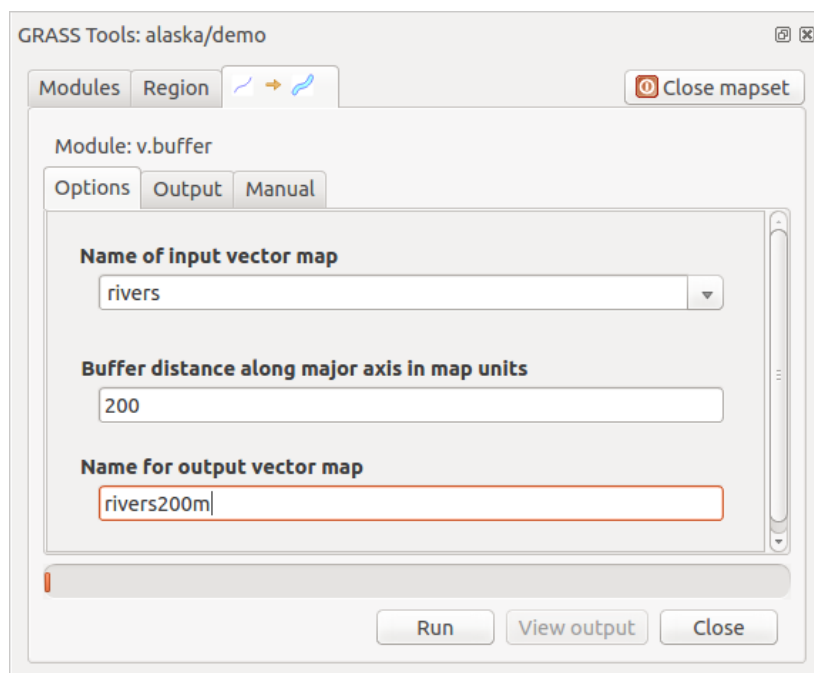 GRASS Tools: alaska/demo
Modules Region Close mapset
Module: v.buffer
Options Output Manual
Name of input vector map
rivers
Buffer distance along major axis in map units
200
Name for output vector map
rivers200m
Run View output Close